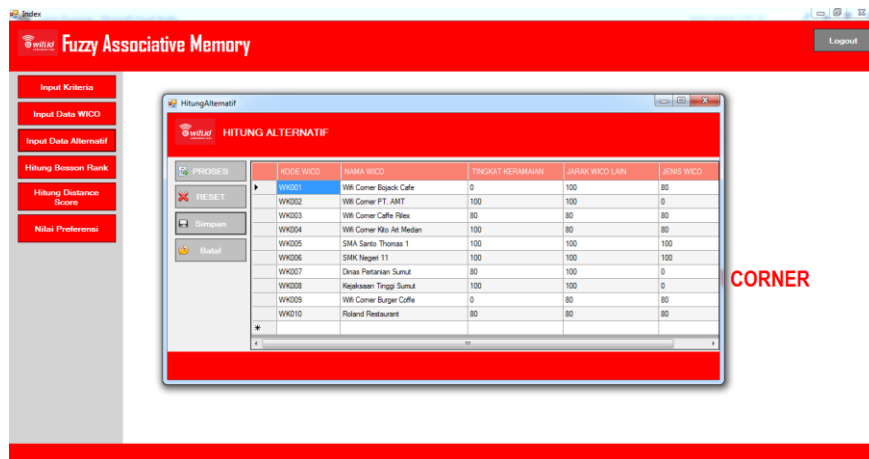 Index
wifi.id Fuzzy Associative Memory
Logout
Input Kriteria
Input Data WICO
Input Data Alternatif
Hitung Besson Rank
Hitung Distance
Score
Nilai Preferensi
HitungAlternatif
wifi.id HITUNG ALTERNATIF
PROSES
RESET
Simpan
Batal
KODE WICO NAMA WICO TINGKAT KERAMAIAN JARAK WICO LAIN JENIS WICO
WK001 Wifi Corner Bojack Cafe 0 100 80
WK002 Wifi Corner PT. AMT 100 100 0
WK003 Wifi Corner Caffe Rilex 80 80 80
WK004 Wifi Corner Kito Art Medan 100 80 80
WK005 SMA Santo Thomas 1 100 100 100
WK006 SMK Negeri 11 100 100 100
WK007 Dinas Pertanian Sumut 80 100 0
WK008 Kejaksaan Tinggi Sumut 100 100 0
WK009 Wifi Corner Burger Coffe 0 80 80
WK010 Roland Restaurant 80 80 80
CORNER